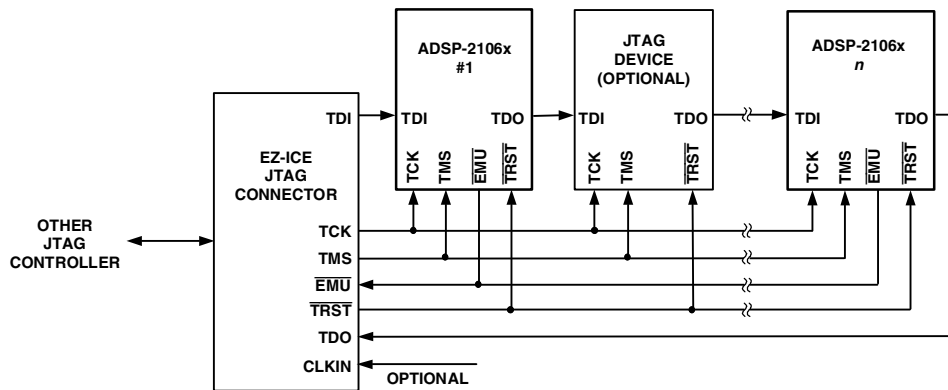 ADSP-2106x
#1
TDI
TDO
TCK
TMS
EMU
TRST
JTAG
DEVICE
(OPTIONAL)
TDI
TDO
TCK
TMS
TRST
ADSP-2106x
n
TDI
TDO
TCK
TMS
EMU
TRST
OTHER
JTAG
CONTROLLER
EZ-ICE
JTAG
CONNECTOR
TDI
TCK
TMS
EMU
TRST
TDO
CLKIN
OPTIONAL